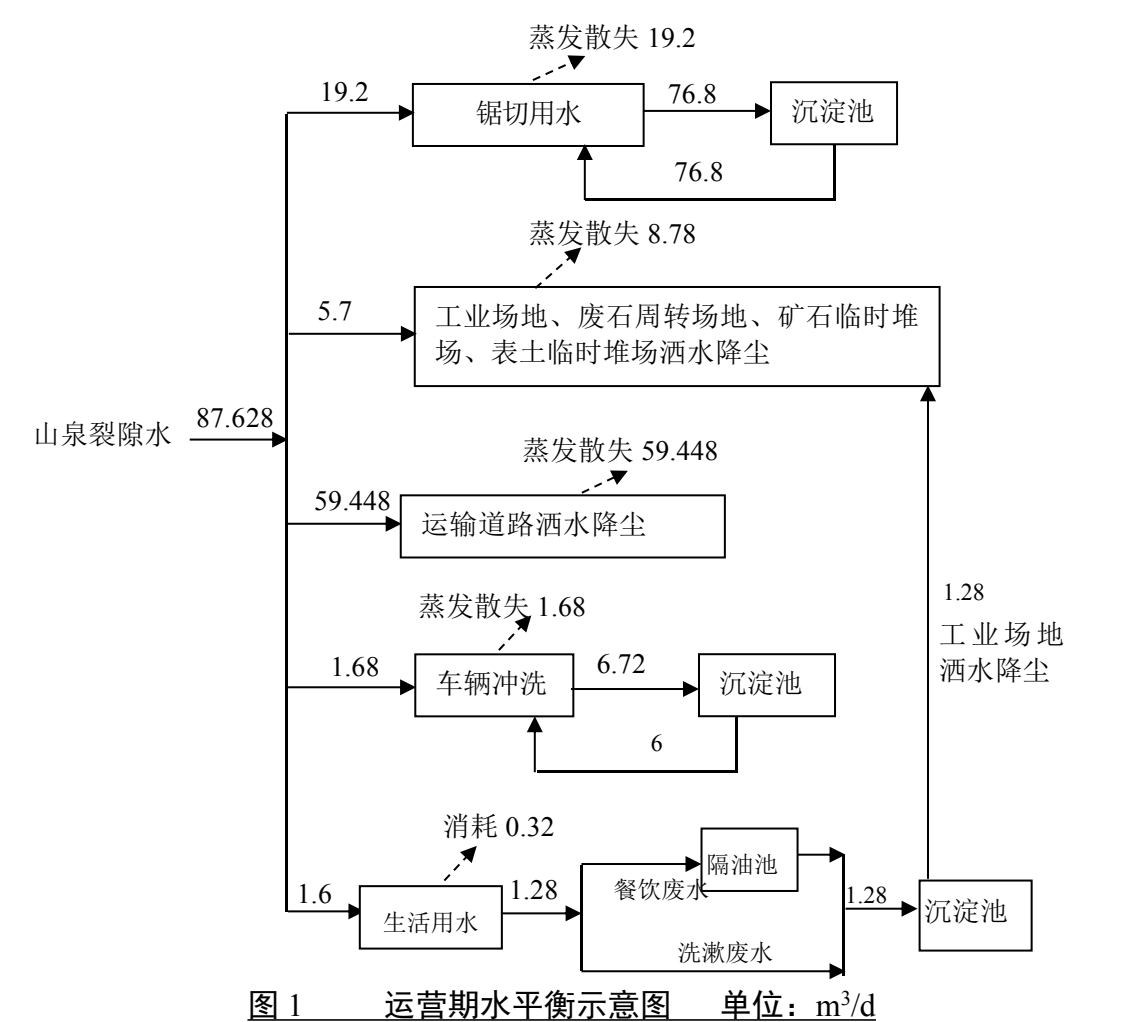 蒸发散失 19.2
19.2
锯切用水
76.8
沉淀池
76.8
蒸发散失 8.78
5.7
工业场地、废石周转场地、矿石临时堆
场、表土临时堆场洒水降尘
山泉裂隙水
87.628
蒸发散失 59.448
59.448
运输道路洒水降尘
1.28
工业场地
洒水降尘
蒸发散失 1.68
1.68
车辆冲洗
6.72
沉淀池
6
消耗 0.32
1.6
生活用水
1.28
餐饮废水
隔油池
洗漱废水
1.28
沉淀池
图 1 运营期水平衡示意图 单位：m³/d